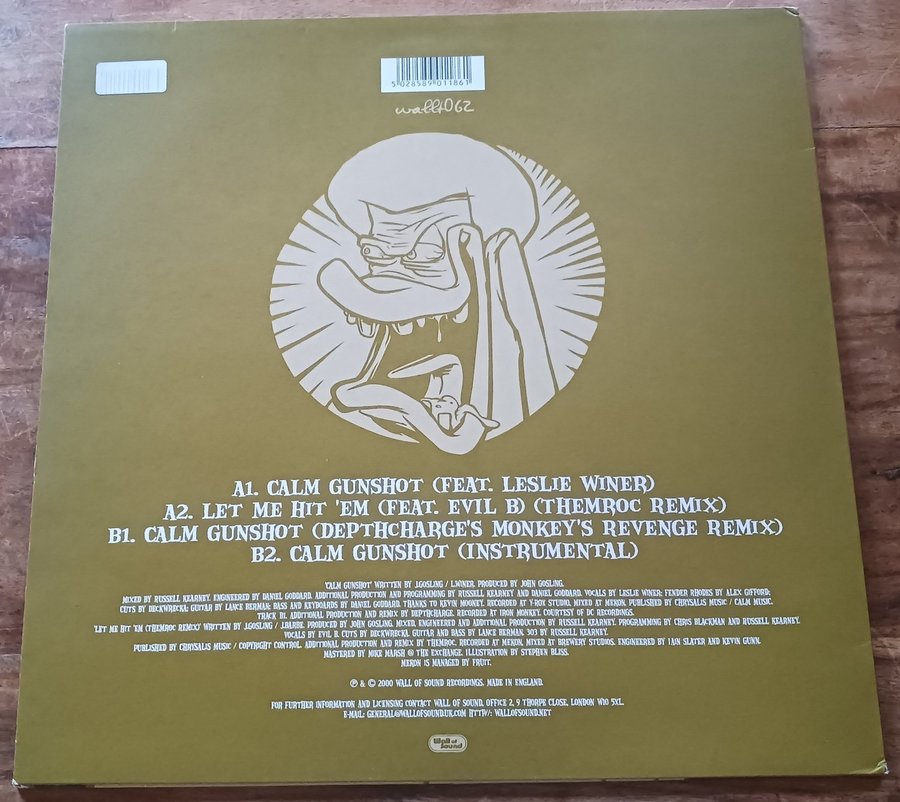 5 028589 011861
wallt062
A1. CALM GUNSHOT (FEAT. LESLIE WINER)
A2. LET ME HIT 'EM (FEAT. EVIL B) (THEMROC REMIX)
B1. CALM GUNSHOT (DEPTHCHARGE'S MONKEY'S REVENGE REMIX)
B2. CALM GUNSHOT (INSTRUMENTAL)
'CALM GUNSHOT' WRITTEN BY J.GOSLING / L.WINER. PRODUCED BY JOHN GOSLING.
MIXED BY RUSSELL KEARNEY. ENGINEERED BY DANIEL GODDARD. ADDITIONAL PRODUCTION AND PROGRAMMING BY RUSSELL KEARNEY AND DANIEL GODDARD. VOCALS BY LESLIE WINER; FENDER RHODES BY ALEX GIFFORD;
CUTS BY DECKWRECKA; GUITAR BY LANCE BERMAN; BASS AND KEYBOARDS BY DANIEL GODDARD. THANKS TO KEVIN MOONEY. RECORDED AT Y-ROX STUDIO. MIXED AT MEKON. PUBLISHED BY CHRYSALIS MUSIC / CALM MUSIC.
TRACK B1. ADDITIONAL PRODUCTION AND REMIX BY DEPTHCHARGE. RECORDED AT IRON MONKEY. COURTESY OF DC RECORDINGS.
'LET ME HIT 'EM (THEMROC REMIX)' WRITTEN BY J.GOSLING / J.BARBE. PRODUCED BY JOHN GOSLING. MIXED, ENGINEERED AND ADDITIONAL PRODUCTION BY RUSSELL KEARNEY. PROGRAMMING BY CHRIS BLACKMAN AND RUSSELL KEARNEY.
VOCALS BY EVIL B. CUTS BY DECKWRECKA. GUITAR AND BASS BY LANCE BERMAN. 303 BY RUSSELL KEARNEY.
PUBLISHED BY CHRYSALIS MUSIC / COPYRIGHT CONTROL. ADDITIONAL PRODUCTION AND REMIX BY THEMROC. RECORDED AT MEKON, MIXED AT BREWERY STUDIOS. ENGINEERED BY IAIN SLATER AND KEVIN GUNN.
MASTERED BY MIKE MARSH @ THE EXCHANGE. ILLUSTRATION BY STEPHEN BLISS.
MEKON IS MANAGED BY FRUIT.
℗ & © 2000 WALL OF SOUND RECORDINGS. MADE IN ENGLAND.
FOR FURTHER INFORMATION AND LICENSING CONTACT WALL OF SOUND, OFFICE 2, 9 THORPE CLOSE, LONDON W10 5XL.
E-MAIL: GENERAL@WALLOFSOUND.UK.COM HTTP//: WALLOFSOUND.NET
Wall of
Sound